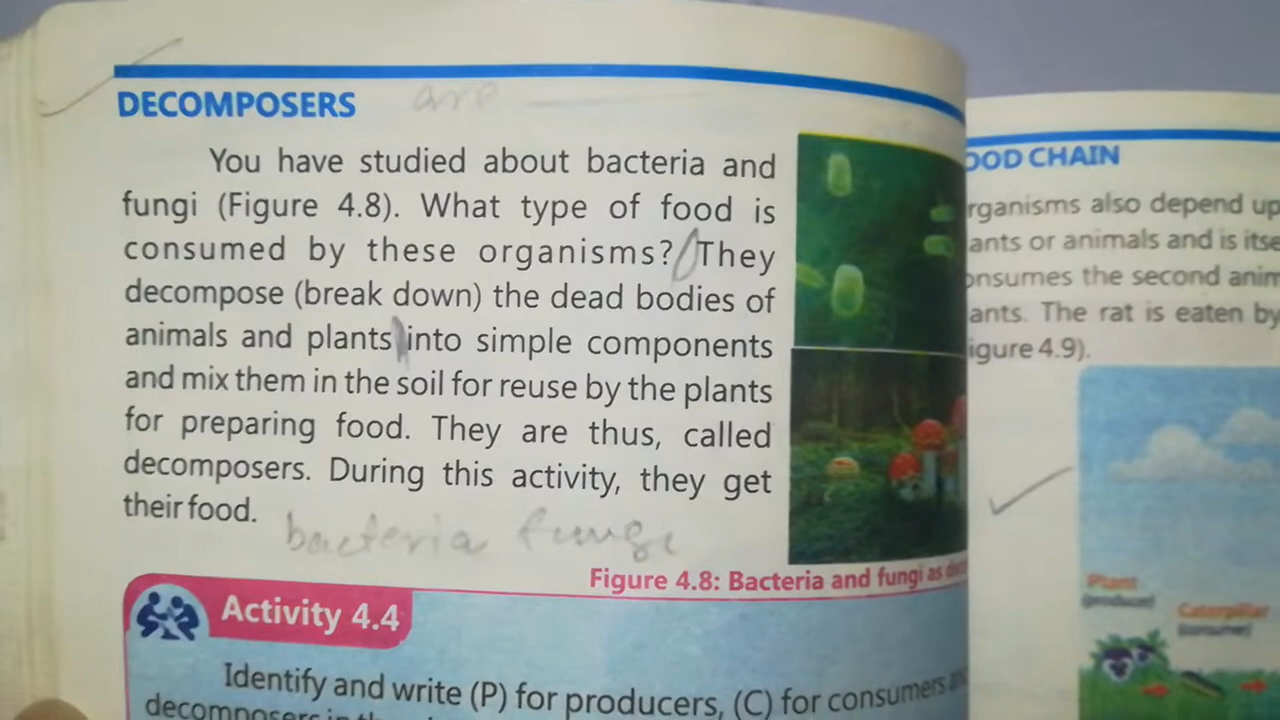 DECOMPOSERS
are
You have studied about bacteria and
fungi (Figure 4.8). What type of food is
consumed by these organisms? They
decompose (break down) the dead bodies of
animals and plants into simple components
and mix them in the soil for reuse by the plants
for preparing food. They are thus, called
decomposers. During this activity, they get
their food.
bacteria fungi
Figure 4.8: Bacteria and fungi as
Activity 4.4
Identify and write (P) for producers, (C) for consumers
decomposers in
OOD CHAIN
rganisms also depend up
ants or animals and is itse
onsumes the second anim
ants. The rat is eaten by
igure 4.9).
Plant
(producer)
Caterpillar
(consumer)